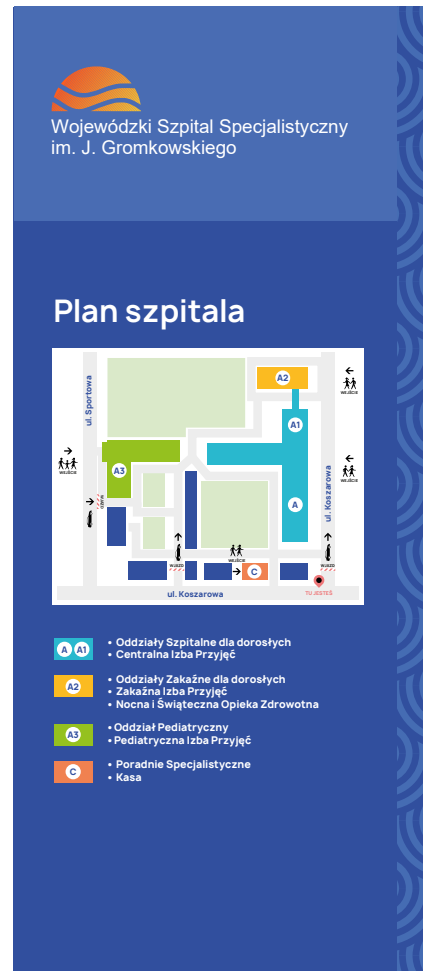 Wojewódzki Szpital Specjalistyczny
im. J. Gromkowskiego
Plan szpitala
ul. Sportowa
A2
WEJŚCIE
A1
WEJŚCIE
A3
WEJŚCIE
ul. Koszarowa
A
WJAZD
WEJŚCIE
WJAZD
C
WJAZD
ul. Koszarowa
TU JESTEŚ
A A1
• Oddziały Szpitalne dla dorosłych
• Centralna Izba Przyjęć
A2
• Oddziały Zakaźne dla dorosłych
• Zakaźna Izba Przyjęć
• Nocna i Świąteczna Opieka Zdrowotna
A3
• Oddział Pediatryczny
• Pediatryczna Izba Przyjęć
C
• Poradnie Specjalistyczne
• Kasa